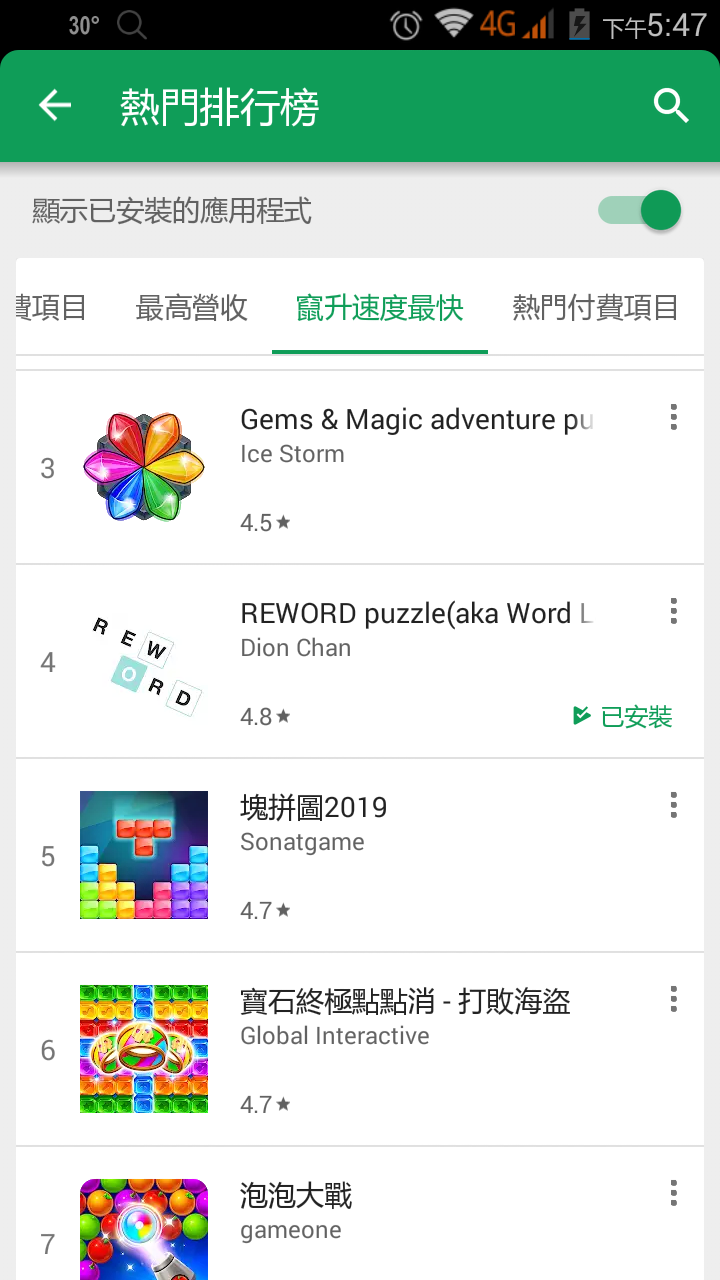 30°
4G
下午5:47
熱門排行榜
顯示已安裝的應用程式
費項目 最高營收 竄升速度最快 熱門付費項目
3
Gems & Magic adventure pu
Ice Storm
4.5★
4
REWORD
REWORD puzzle(aka Word L
Dion Chan
4.8★
已安裝
5
塊拼圖2019
Sonatgame
4.7★
6
寶石終極點點消 - 打敗海盜
Global Interactive
4.7★
7
泡泡大戰
gameone